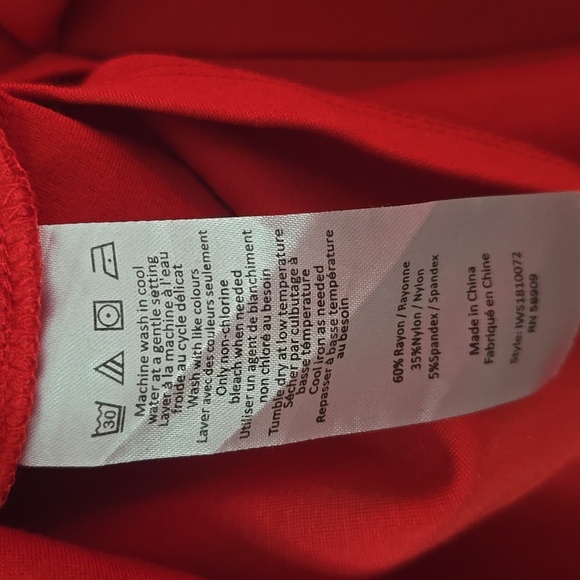 30
Machine wash in cool
water at a gentle setting
Layer à la machine à l'eau
froide au cycle délicat
Wash with like colours
Laver avec des couleurs seulement
Only non-chlorine
bleach when needed
Utiliser un agent de blanchiment
non chloré au besoin
Tumble dry at low temperature
Sécher par culbutage à
basse température
Cool iron as needed
Repasser à basse température
au besoin
60% Rayon / Rayonne
35%Nylon / Nylon
5%Spandex / Spandex
Made in China
Fabriqué en Chine
Style: IWS1810072
RN 58909